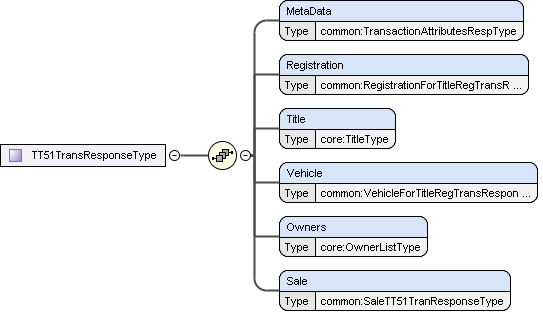 MetaData
Type common:TransactionAttributesRespType
Registration
Type common:RegistrationForTitleRegTransR ...
Title
Type core:TitleType
TT51TransResponseType
Vehicle
Type common:VehicleForTitleRegTransRespon ...
Owners
Type core:OwnerListType
Sale
Type common:SaleTT51TranResponseType